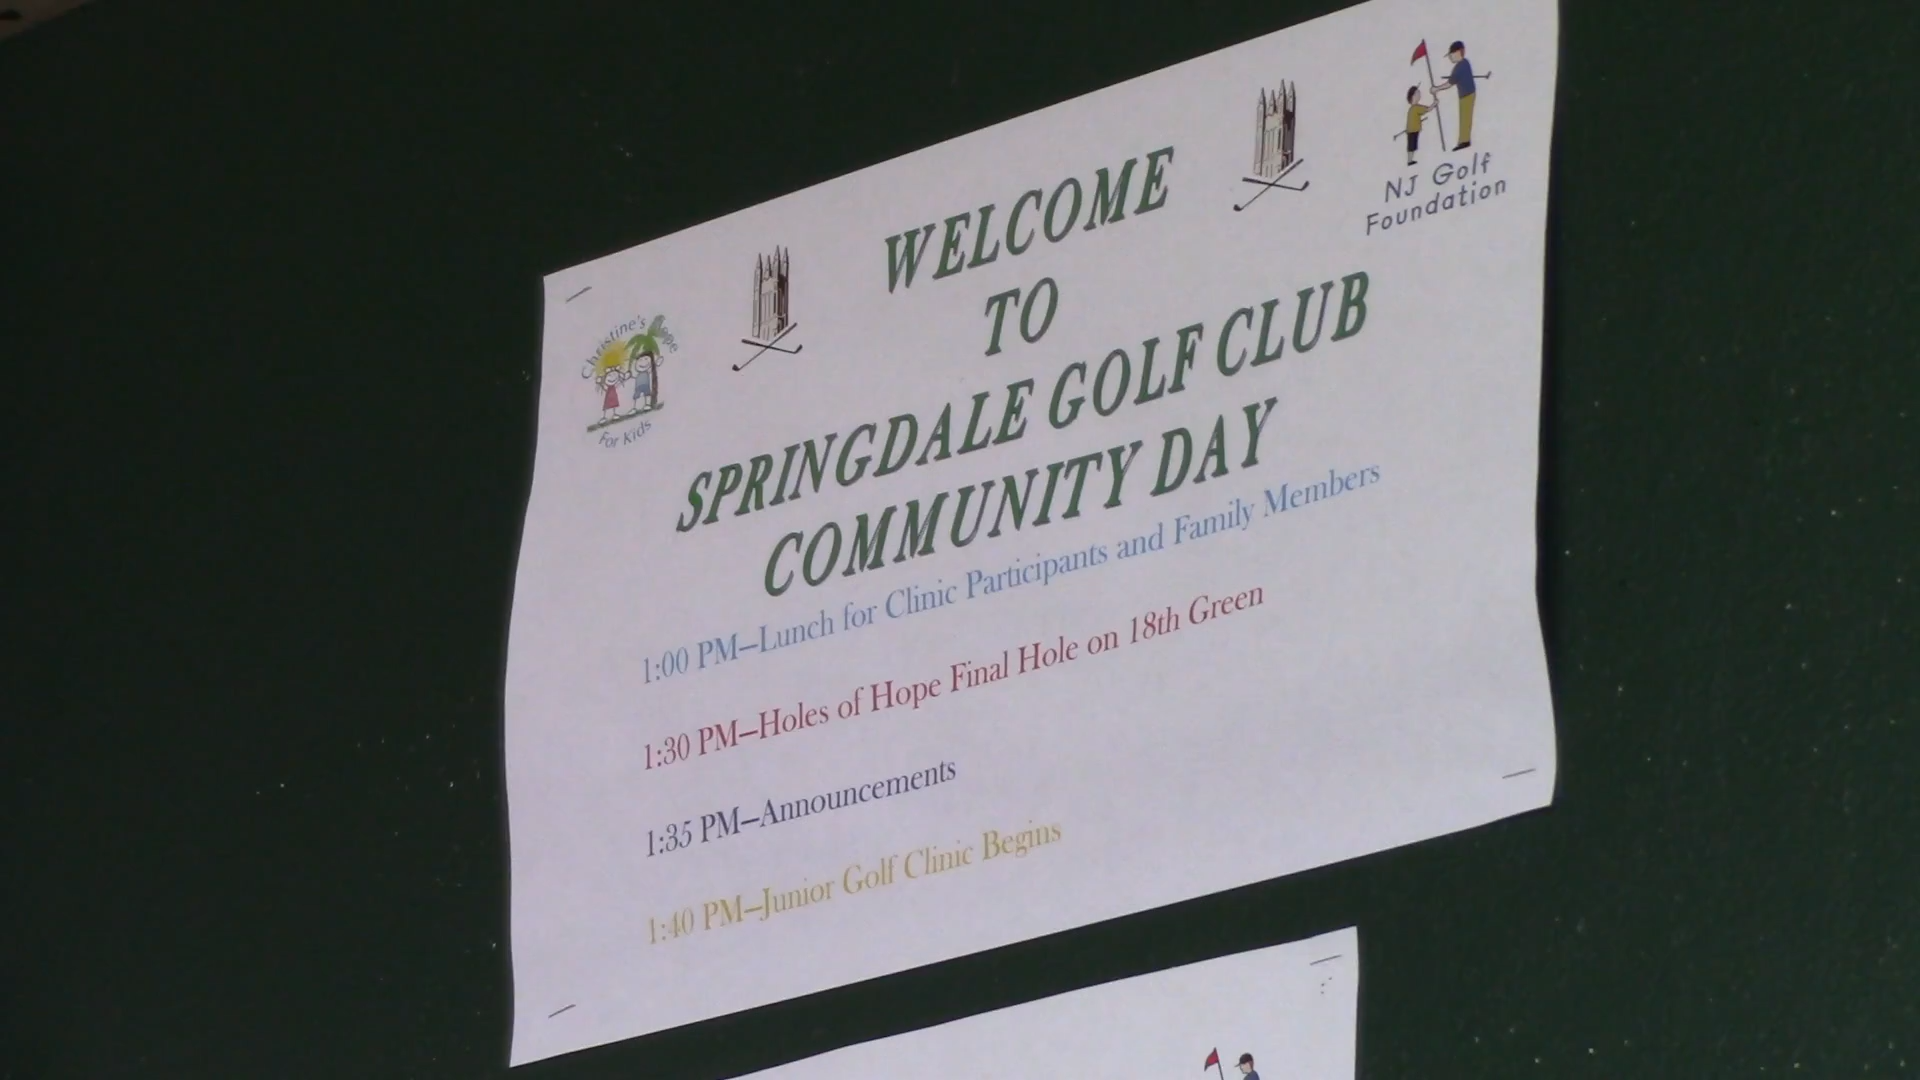 Christine's Hope
For Kids
NJ Golf
Foundation
WELCOME
TO
SPRINGDALE GOLF CLUB
COMMUNITY DAY
1:00 PM–Lunch for Clinic Participants and Family Members
1:30 PM–Holes of Hope Final Hole on 18th Green
1:35 PM–Announcements
1:40 PM–Junior Golf Clinic Begins